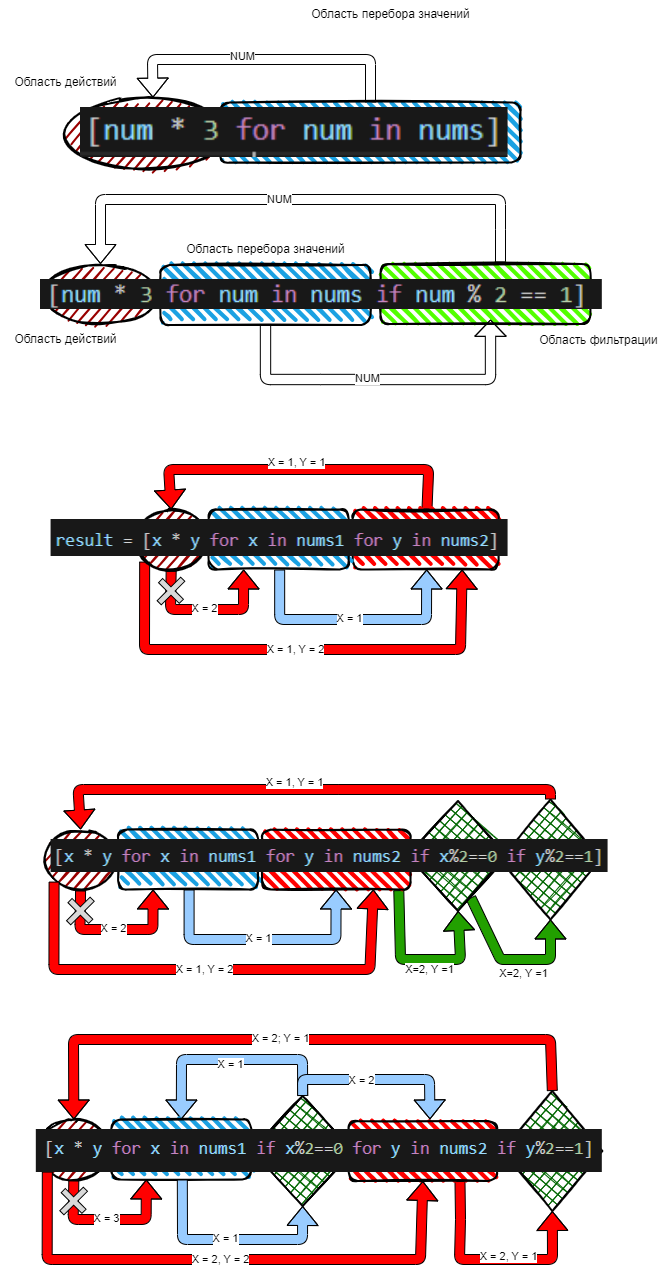 Область перебора значений
NUM
Область действий
[num * 3 for num in nums]
NUM
Область перебора значений
[num * 3 for num in nums if num % 2 == 1]
Область действий
Область фильтрации
NUM
X = 1, Y = 1
result = [x * y for x in nums1 for y in nums2]
X = 2
X = 1
X = 1, Y = 2
X = 1, Y = 1
[x * y for x in nums1 for y in nums2 if x%2==0 if y%2==1]
X = 2
X = 1
X = 1, Y = 2
X=2, Y =1
X=2, Y =1
X = 2; Y = 1
X = 1
X = 2
[x * y for x in nums1 if x%2==0 for y in nums2 if y%2==1]
X = 3
X = 1
X = 2, Y = 2
X = 2, Y = 1